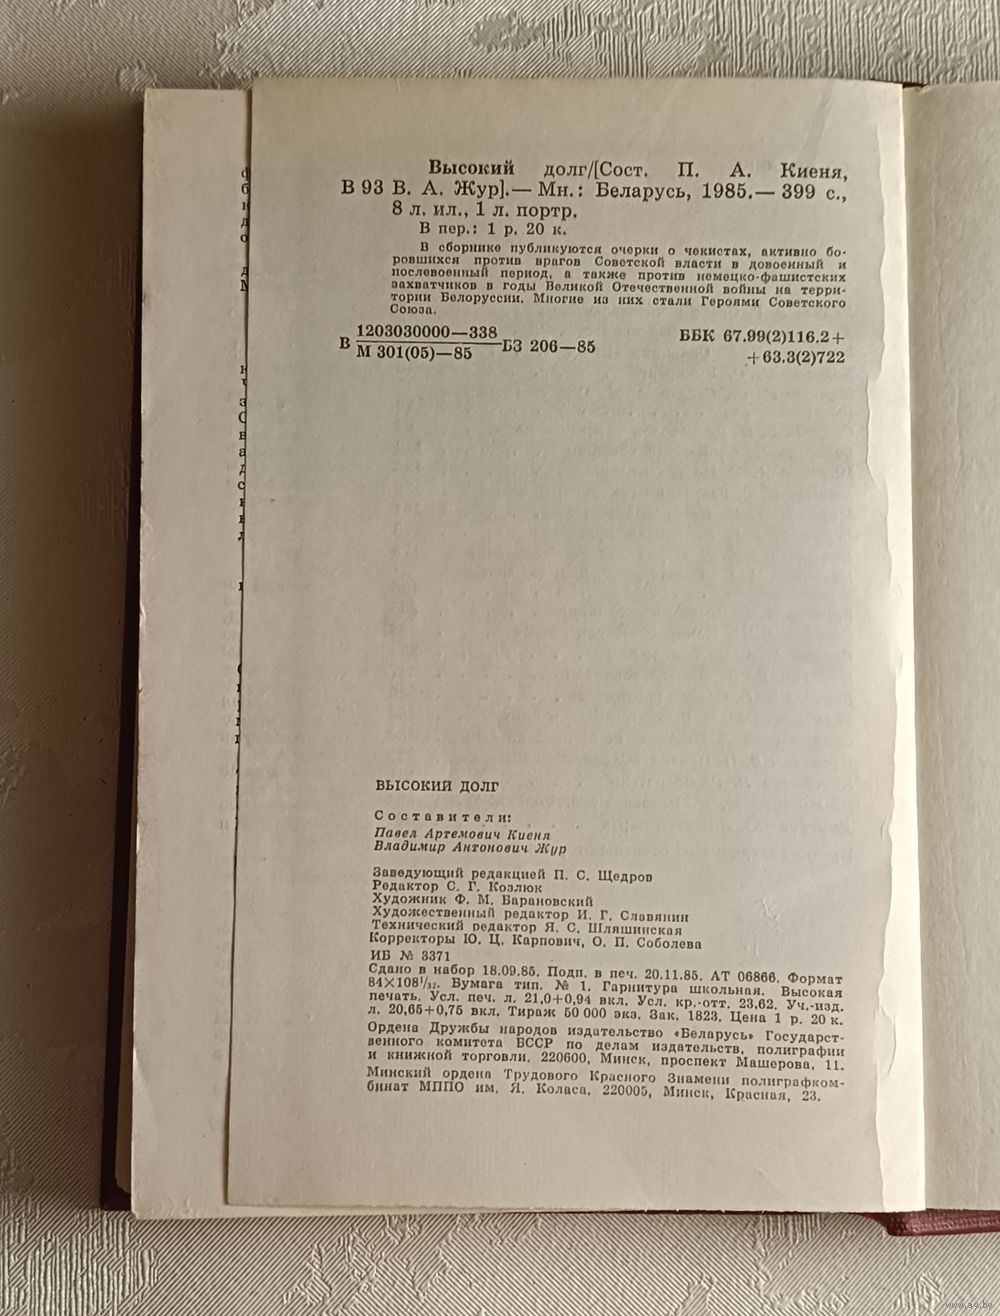 Высокий долг/[Сост. П. А. Киеня,
В 93 В. А. Жур].— Мн.: Беларусь, 1985.— 399 с.,
8 л. ил., 1 л. портр.
В пер.: 1 р. 20 к.
В сборнике публикуются очерки о чекистах, активно бо-
ровшихся против врагов Советской власти в довоенный и
послевоенный период, а также против немецко-фашистских
захватчиков в годы Великой Отечественной войны на терри-
тории Белоруссии. Многие из них стали Героями Советского
Союза.
В 1203030000—338 / М 301(05)—85 БЗ 206—85
ББК 67.99(2)116.2+
+63.3(2)722
ВЫСОКИЙ ДОЛГ
Составители:
Павел Артемович Киеня
Владимир Антонович Жур
Заведующий редакцией П. С. Щедров
Редактор С. Г. Козлюк
Художник Ф. М. Барановский
Художественный редактор И. Г. Славянин
Технический редактор Я. С. Шляшинская
Корректоры Ю. Ц. Карпович, О. П. Соболева
ИБ № 3371
Сдано в набор 18.09.85. Подп. в печ. 20.11.85. АТ 06866. Формат
84×108¹/₃₂. Бумага тип. № 1. Гарнитура школьная. Высокая
печать. Усл. печ. л. 21,0+0,94 вкл. Усл. кр.-отт. 23,62. Уч.-изд.
л. 20,65+0,75 вкл. Тираж 50 000 экз. Зак. 1823. Цена 1 р. 20 к.
Ордена Дружбы народов издательство «Беларусь» Государст-
венного комитета БССР по делам издательств, полиграфии
и книжной торговли. 220600, Минск, проспект Машерова, 11.
Минский ордена Трудового Красного Знамени полиграфком-
бинат МППО им. Я. Коласа. 220005, Минск, Красная, 23.
www.ay.by